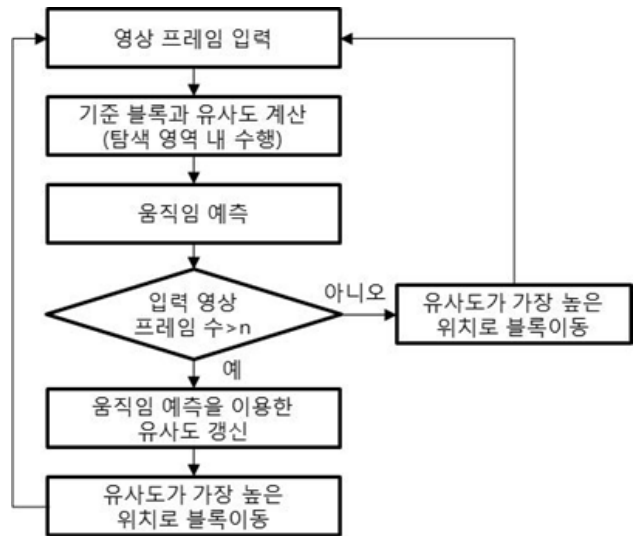 영상 프레임 입력
기준 블록과 유사도 계산
(탐색 영역 내 수행)
움직임 예측
입력 영상
프레임 수>n
아니오
유사도가 가장 높은
위치로 블록이동
예
움직임 예측을 이용한
유사도 갱신
유사도가 가장 높은
위치로 블록이동